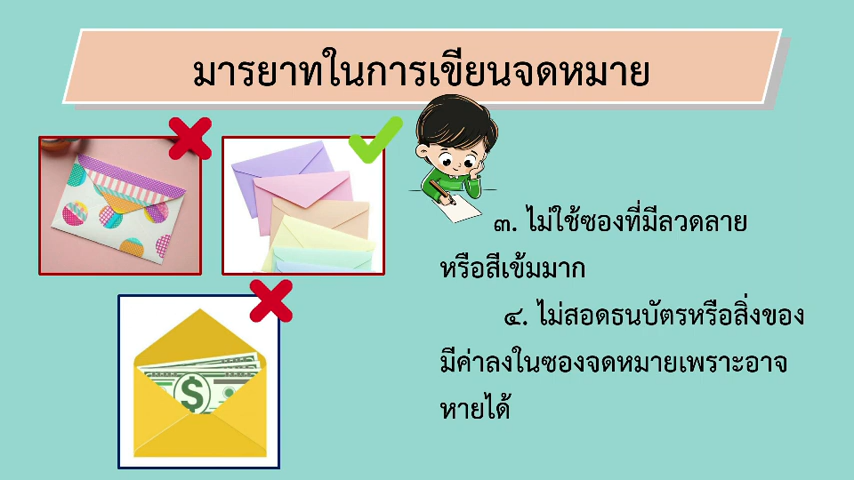 มารยาทในการเขียนจดหมาย
๓. ไม่ใช้ซองที่มีลวดลาย
หรือสีเข้มมาก
๔. ไม่สอดธนบัตรหรือสิ่งของ
มีค่าลงในซองจดหมายเพราะอาจ
หายได้
$